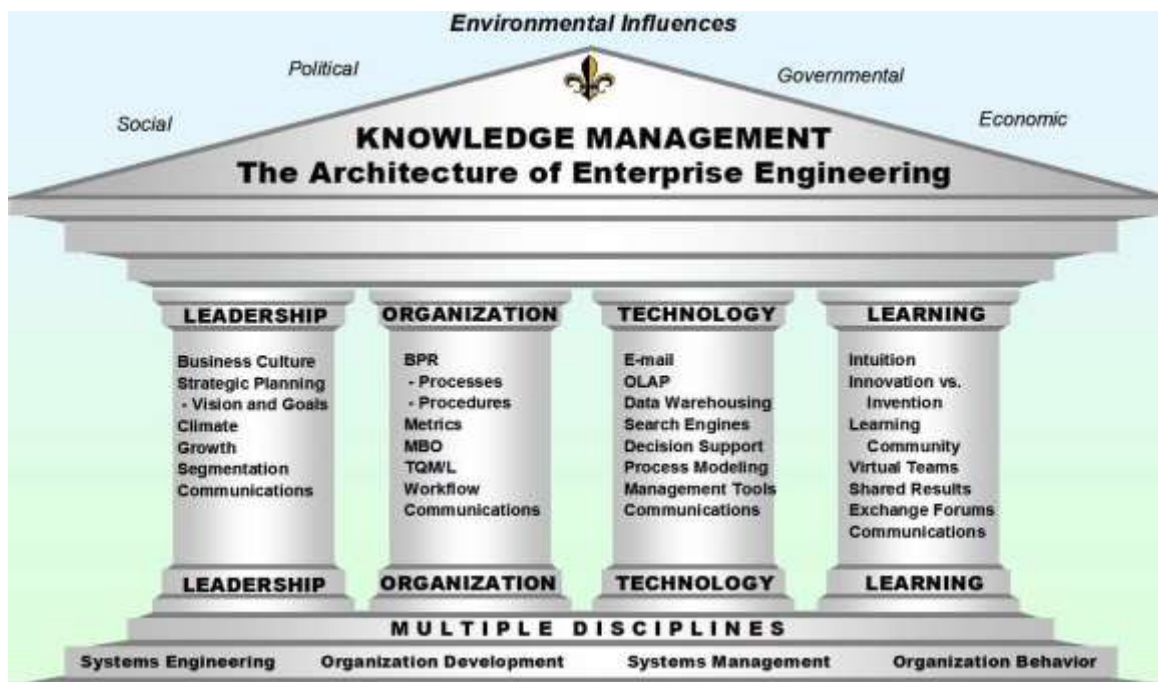 Environmental Influences
Political
Governmental
Social
Economic
KNOWLEDGE MANAGEMENT
The Architecture of Enterprise Engineering
LEADERSHIP
Business Culture
Strategic Planning
- Vision and Goals
Climate
Growth
Segmentation
Communications
LEADERSHIP
ORGANIZATION
BPR
- Processes
- Procedures
Metrics
MBO
TQM/L
Workflow
Communications
ORGANIZATION
TECHNOLOGY
E-mail
OLAP
Data Warehousing
Search Engines
Decision Support
Process Modeling
Management Tools
Communications
TECHNOLOGY
LEARNING
Intuition
Innovation vs.
Invention
Learning
Community
Virtual Teams
Shared Results
Exchange Forums
Communications
LEARNING
MULTIPLE DISCIPLINES
Systems Engineering Organization Development Systems Management Organization Behavior